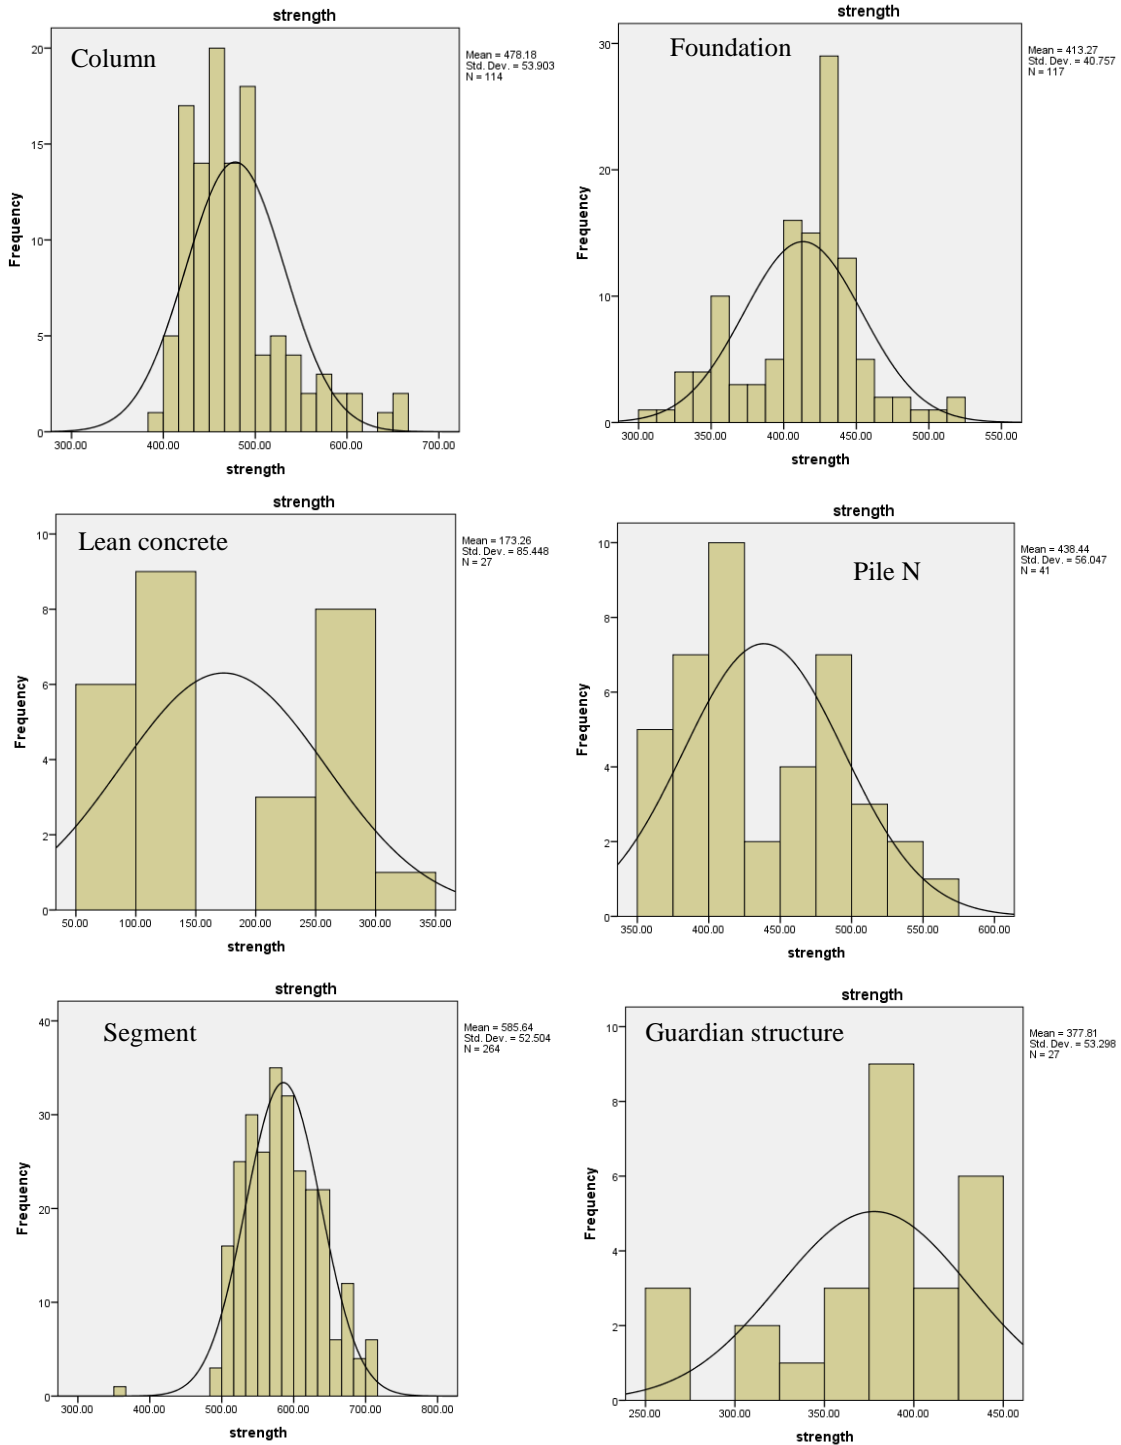 strength
Column
Mean = 478.18
Std. Dev. = 53.903
N = 114
Frequency
20
15
10
5
0
300.00 400.00 500.00 600.00 700.00
strength
strength
Foundation
Mean = 413.27
Std. Dev. = 40.757
N = 117
Frequency
30
20
10
0
300.00 350.00 400.00 450.00 500.00 550.00
strength
strength
Lean concrete
Mean = 173.26
Std. Dev. = 85.448
N = 27
Frequency
10
8
6
4
2
0
50.00 100.00 150.00 200.00 250.00 300.00 350.00
strength
strength
Pile N
Mean = 438.44
Std. Dev. = 56.047
N = 41
Frequency
10
8
6
4
2
0
350.00 400.00 450.00 500.00 550.00 600.00
strength
strength
Segment
Mean = 585.64
Std. Dev. = 52.504
N = 264
Frequency
40
30
20
10
0
300.00 400.00 500.00 600.00 700.00 800.00
strength
strength
Guardian structure
Mean = 377.81
Std. Dev. = 53.298
N = 27
Frequency
10
8
6
4
2
0
250.00 300.00 350.00 400.00 450.00
strength